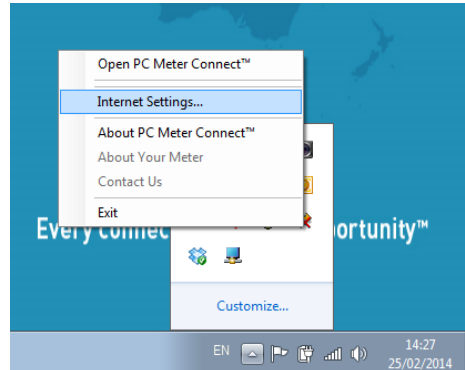 Open PC Meter Connect™
Internet Settings...
About PC Meter Connect™
About Your Meter
Contact Us
Exit
Every connec ortunity™
Customize...
EN
14:27
25/02/2014